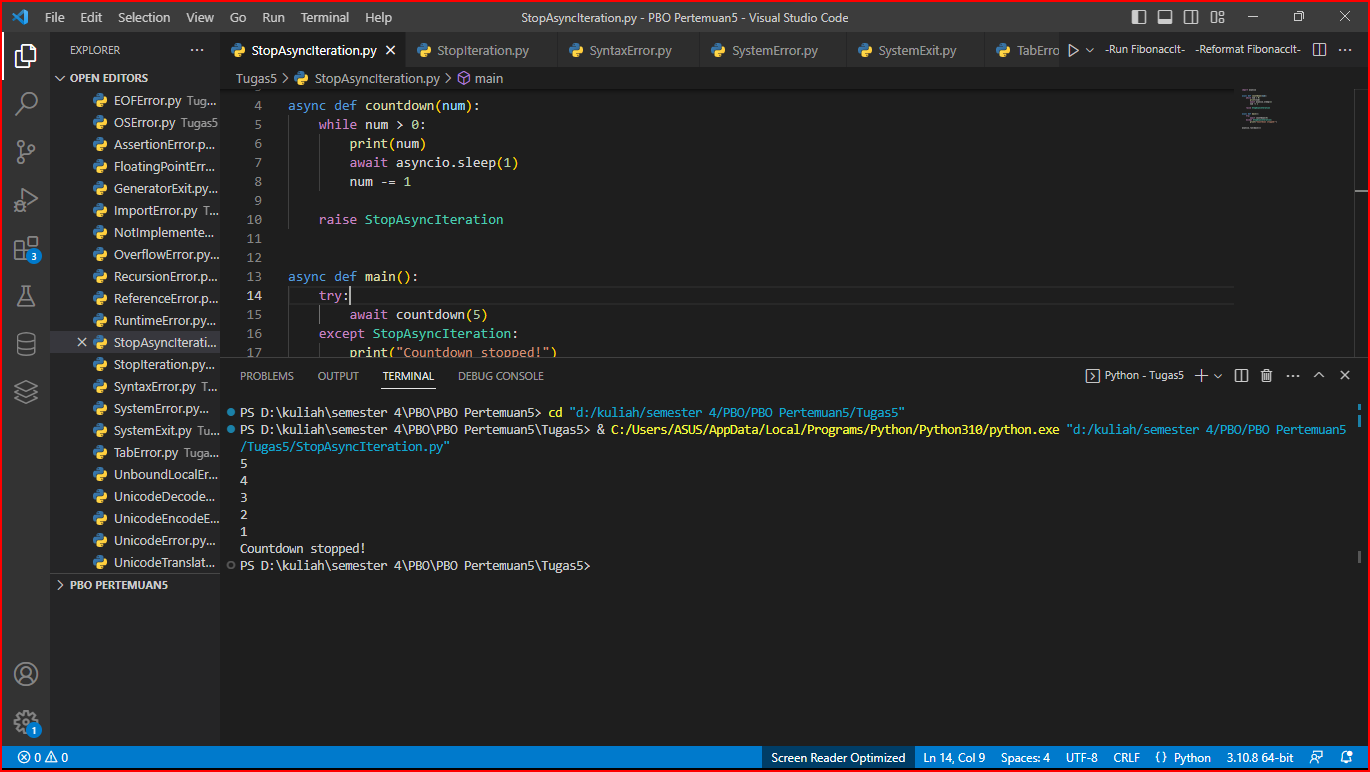 File Edit Selection View Go Run Terminal Help StopAsyncIteration.py - PBO Pertemuan5 - Visual Studio Code
EXPLORER ···
StopAsyncIteration.py StopIteration.py SyntaxError.py SystemError.py SystemExit.py TabErro -Run FibonaccIt- -Reformat FibonaccIt- ···
OPEN EDITORS
Tugas5 > StopAsyncIteration.py > main
EOFError.py Tug...
OSError.py Tugas5
AssertionError.p...
FloatingPointErr...
GeneratorExit.py...
ImportError.py T...
NotImplemente...
OverflowError.py...
RecursionError.p...
ReferenceError.p...
RuntimeError.py...
StopAsyncIterati...
StopIteration.py...
SyntaxError.py T...
SystemError.py...
SystemExit.py Tu...
TabError.py Tuga...
UnboundLocalEr...
UnicodeDecode...
UnicodeEncodeE...
UnicodeError.py...
UnicodeTranslat...
PBO PERTEMUAN5
3
1
4 async def countdown(num):
5 while num > 0:
6 print(num)
7 await asyncio.sleep(1)
8 num -= 1
9
10 raise StopAsyncIteration
11
12
13 async def main():
14 try:
15 await countdown(5)
16 except StopAsyncIteration:
17 print("Countdown stopped!")
PROBLEMS OUTPUT TERMINAL DEBUG CONSOLE Python - Tugas5 ···
PS D:\kuliah\semester 4\PBO\PBO Pertemuan5> cd "d:/kuliah/semester 4/PBO/PBO Pertemuan5/Tugas5"
PS D:\kuliah\semester 4\PBO\PBO Pertemuan5\Tugas5> & C:/Users/ASUS/AppData/Local/Programs/Python/Python310/python.exe "d:/kuliah/semester 4/PBO/PBO Pertemuan5
/Tugas5/StopAsyncIteration.py"
5
4
3
2
1
Countdown stopped!
PS D:\kuliah\semester 4\PBO\PBO Pertemuan5\Tugas5>
0 0 Screen Reader Optimized Ln 14, Col 9 Spaces: 4 UTF-8 CRLF {} Python 3.10.8 64-bit